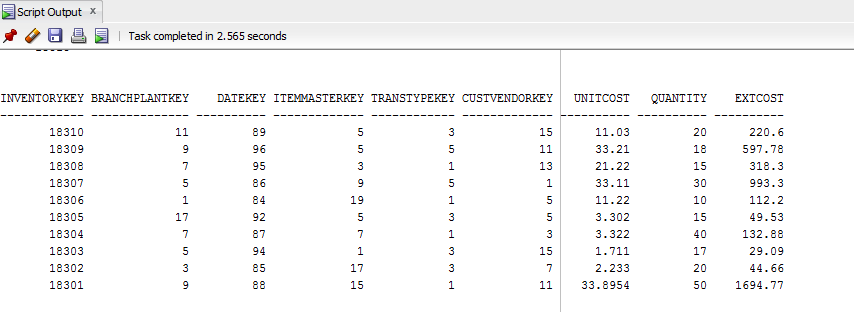 Script Output x
Task completed in 2.565 seconds
INVENTORYKEY BRANCHPLANTKEY DATEKEY ITEMMASTERKEY TRANSTYPEKEY CUSTVENDORKEY UNITCOST QUANTITY EXTCOST
------------ -------------- ---------- ------------- ------------ ------------- ---------- ---------- ----------
18310 11 89 5 3 15 11.03 20 220.6
18309 9 96 5 5 11 33.21 18 597.78
18308 7 95 3 1 13 21.22 15 318.3
18307 5 86 9 5 1 33.11 30 993.3
18306 1 84 19 1 5 11.22 10 112.2
18305 17 92 5 3 5 3.302 15 49.53
18304 7 87 7 1 3 3.322 40 132.88
18303 5 94 1 3 15 1.711 17 29.09
18302 3 85 17 3 7 2.233 20 44.66
18301 9 88 15 1 11 33.8954 50 1694.77